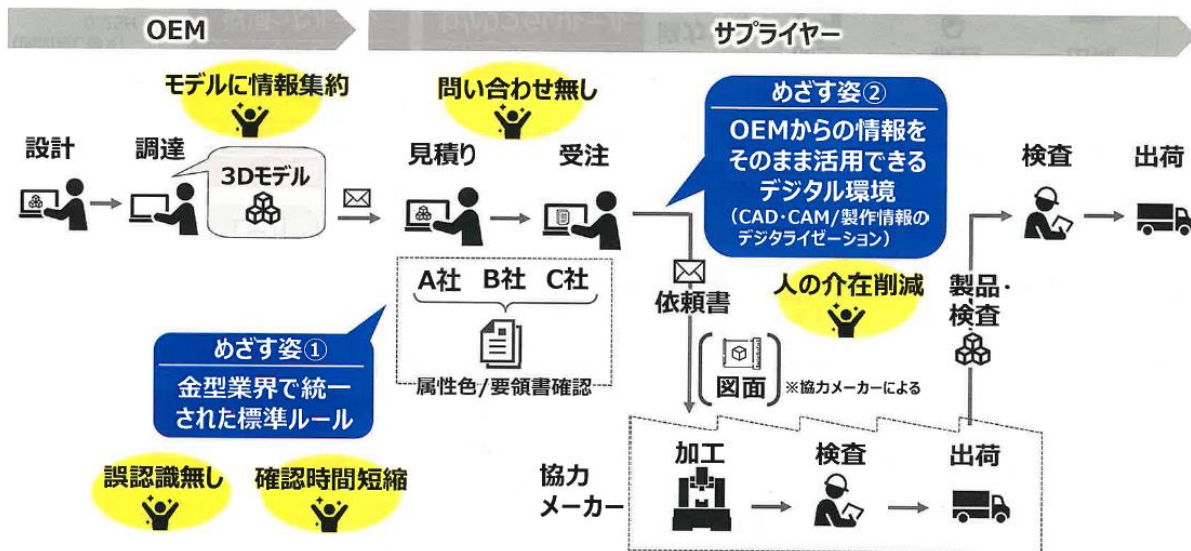 OEM
サプライヤー
モデルに情報集約
問い合わせ無し
めざす姿②
OEMからの情報を
そのまま活用できる
デジタル環境
（CAD・CAM/製作情報の
デジタライゼーション）
設計
調達
3Dモデル
見積り
受注
検査
出荷
A社
B社
C社
属性色/要領書確認
依頼書
人の介在削減
製品・
検査
めざす姿①
金型業界で統一
された標準ルール
図面
※協力メーカーによる
誤認識無し
確認時間短縮
協力
メーカー
加工
検査
出荷